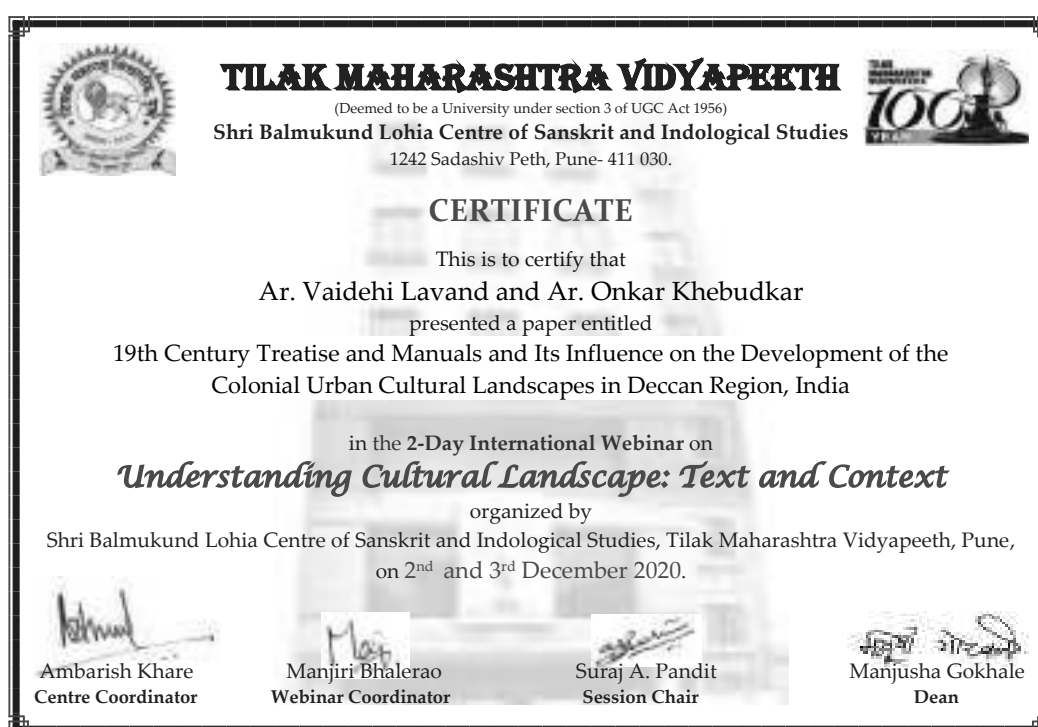 TILAK MAHARASHTRA VIDYAPEETH
(Deemed to be a University under section 3 of UGC Act 1956)
Shri Balmukund Lohia Centre of Sanskrit and Indological Studies
1242 Sadashiv Peth, Pune- 411 030.
TILAK
MAHARASHTRA
VIDYAPEETH
100
YEARS
CERTIFICATE
This is to certify that
Ar. Vaidehi Lavand and Ar. Onkar Khebudkar
presented a paper entitled
19th Century Treatise and Manuals and Its Influence on the Development of the
Colonial Urban Cultural Landscapes in Deccan Region, India
in the 2-Day International Webinar on
Understanding Cultural Landscape: Text and Context
organized by
Shri Balmukund Lohia Centre of Sanskrit and Indological Studies, Tilak Maharashtra Vidyapeeth, Pune,
on 2nd and 3rd December 2020.
Ambarish Khare
Centre Coordinator
Manjiri Bhalerao
Webinar Coordinator
Suraj A. Pandit
Session Chair
Manjusha Gokhale
Dean